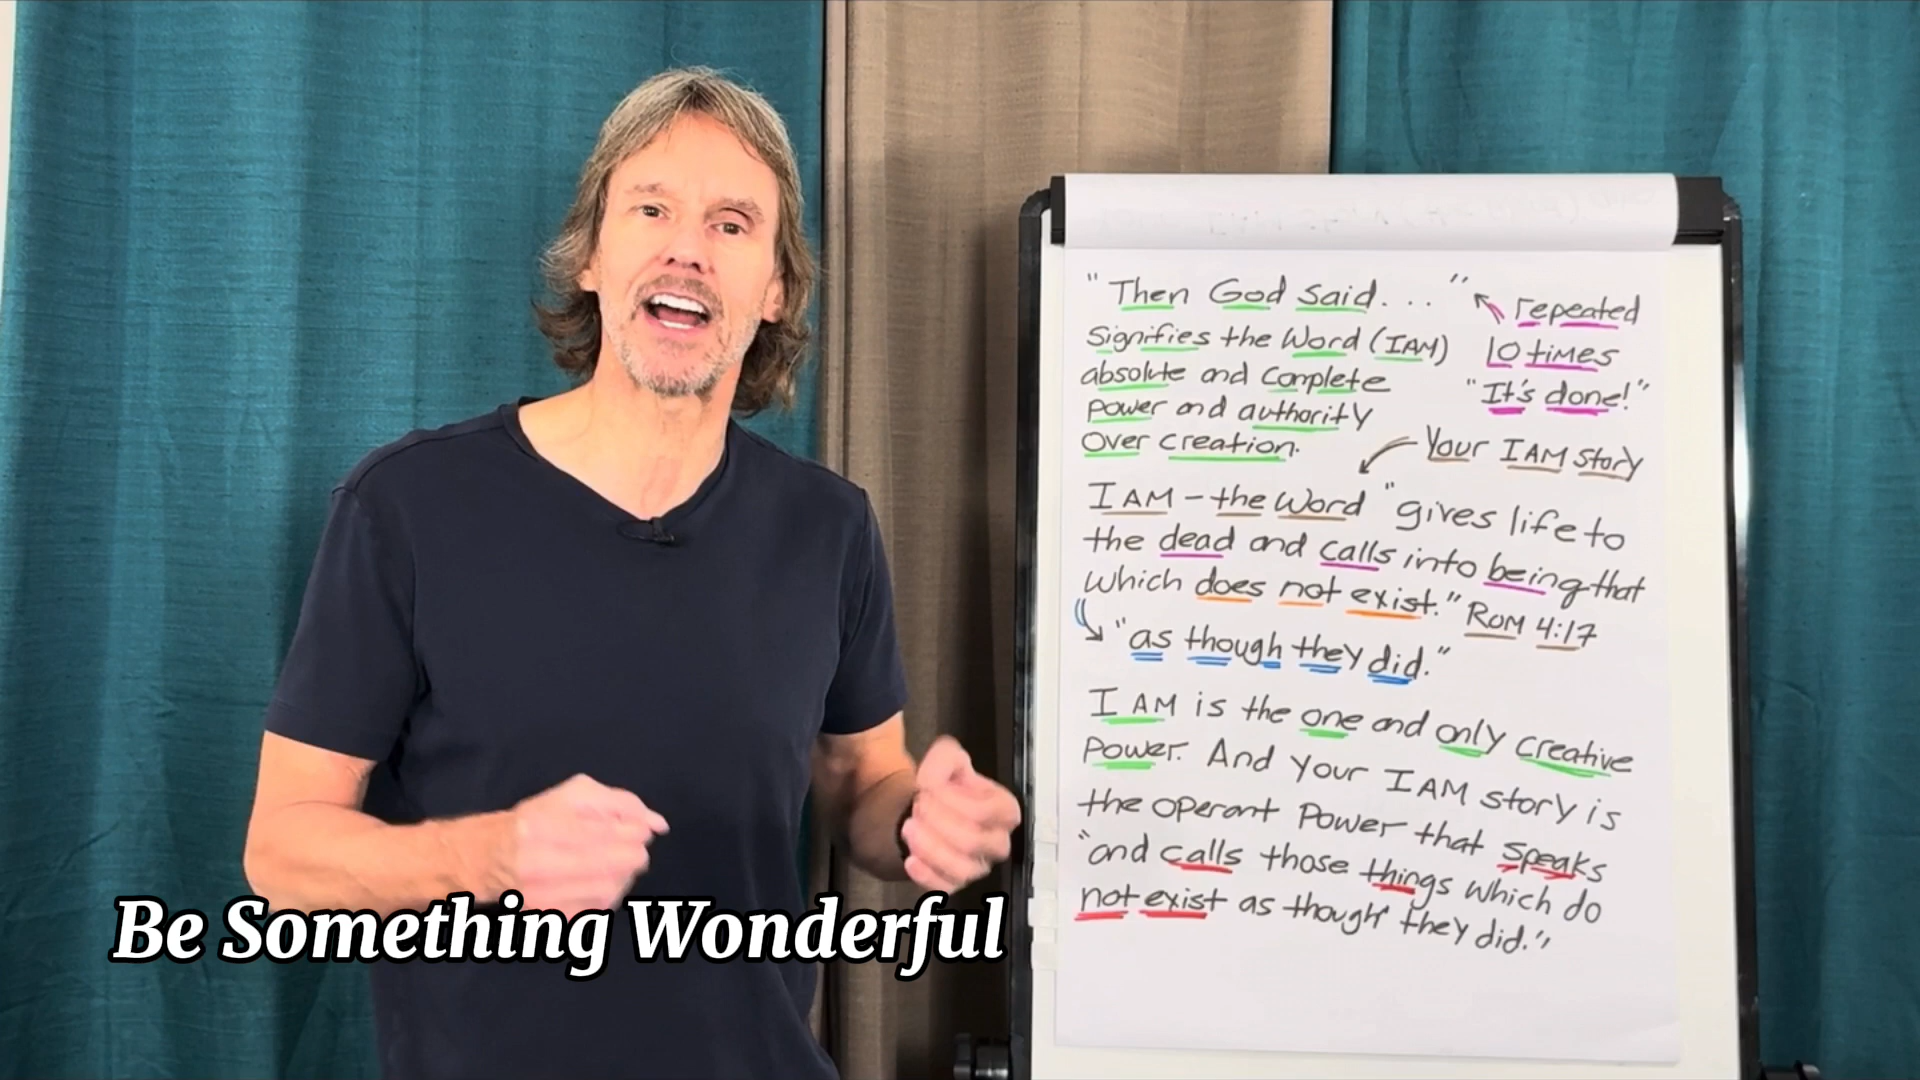 "Then God said..."
repeated
10 times
"It's done!"
signifies the Word (I AM)
absolute and complete
power and authority
over creation.
Your I AM story
I AM – the Word "gives life to
the dead and calls into being that
which does not exist." Rom 4:17
"as though they did."
I AM is the one and only creative
power. And your I AM story is
the operant power that speaks
"and calls those things which do
not exist as though they did."
Be Something Wonderful